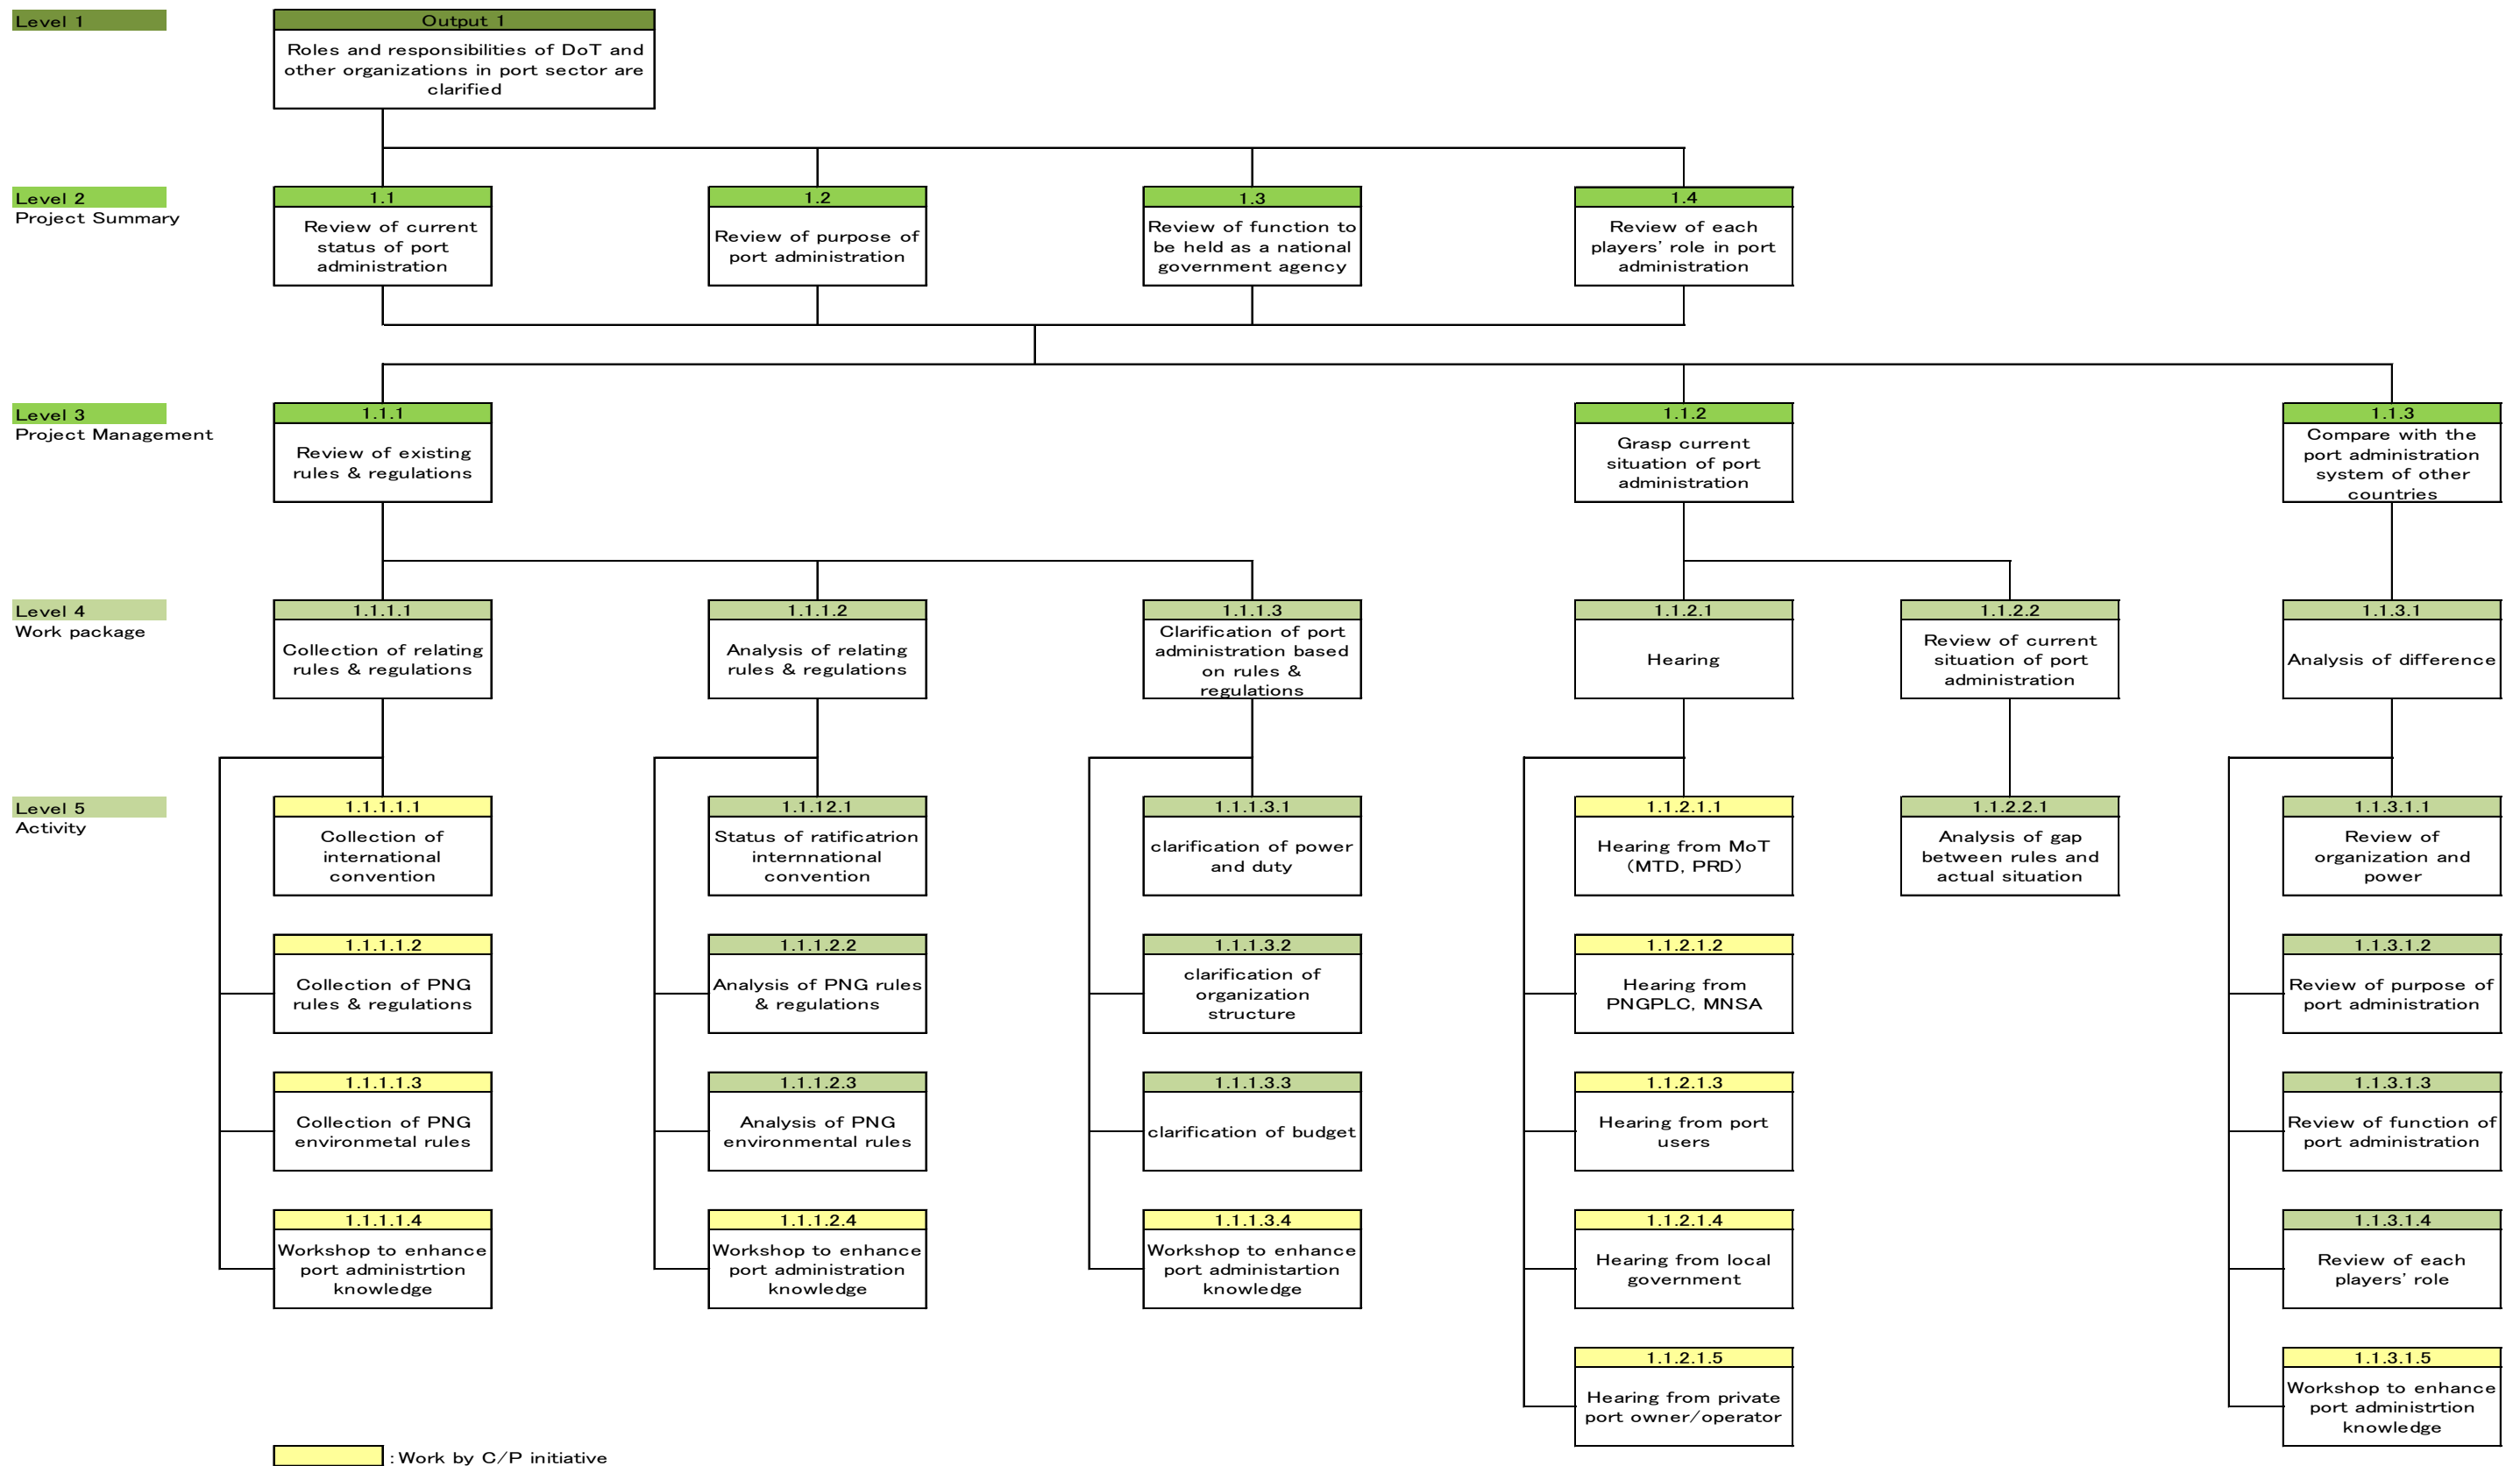 Level 1
Output 1
Roles and responsibilities of DoT and
other organizations in port sector are
clarified
Level 2
Project Summary
1.1
Review of current
status of port
administration
1.2
Review of purpose of
port administration
1.3
Review of function to
be held as a national
government agency
1.4
Review of each
players' role in port
administration
Level 3
Project Management
1.1.1
Review of existing
rules & regulations
1.1.2
Grasp current
situation of port
administration
1.1.3
Compare with the
port administration
system of other
countries
Level 4
Work package
1.1.1.1
Collection of relating
rules & regulations
1.1.1.2
Analysis of relating
rules & regulations
1.1.1.3
Clarification of port
administration based
on rules &
regulations
1.1.2.1
Hearing
1.1.2.2
Review of current
situation of port
administration
1.1.3.1
Analysis of difference
Level 5
Activity
1.1.1.1.1
Collection of
international
convention
1.1.12.1
Status of ratificatrion
internnational
convention
1.1.1.3.1
clarification of power
and duty
1.1.2.1.1
Hearing from MoT
(MTD, PRD)
1.1.2.2.1
Analysis of gap
between rules and
actual situation
1.1.3.1.1
Review of
organization and
power
1.1.1.1.2
Collection of PNG
rules & regulations
1.1.1.2.2
Analysis of PNG rules
& regulations
1.1.1.3.2
clarification of
organization
structure
1.1.2.1.2
Hearing from
PNGPLC, MNSA
1.1.3.1.2
Review of purpose of
port administration
1.1.1.1.3
Collection of PNG
environmetal rules
1.1.1.2.3
Analysis of PNG
environmental rules
1.1.1.3.3
clarification of budget
1.1.2.1.3
Hearing from port
users
1.1.3.1.3
Review of function of
port administration
1.1.1.1.4
Workshop to enhance
port administrtion
knowledge
1.1.1.2.4
Workshop to enhance
port administration
knowledge
1.1.1.3.4
Workshop to enhance
port administartion
knowledge
1.1.2.1.4
Hearing from local
government
1.1.3.1.4
Review of each
players' role
1.1.2.1.5
Hearing from private
port owner/operator
1.1.3.1.5
Workshop to enhance
port administrtion
knowledge
:Work by C/P initiative